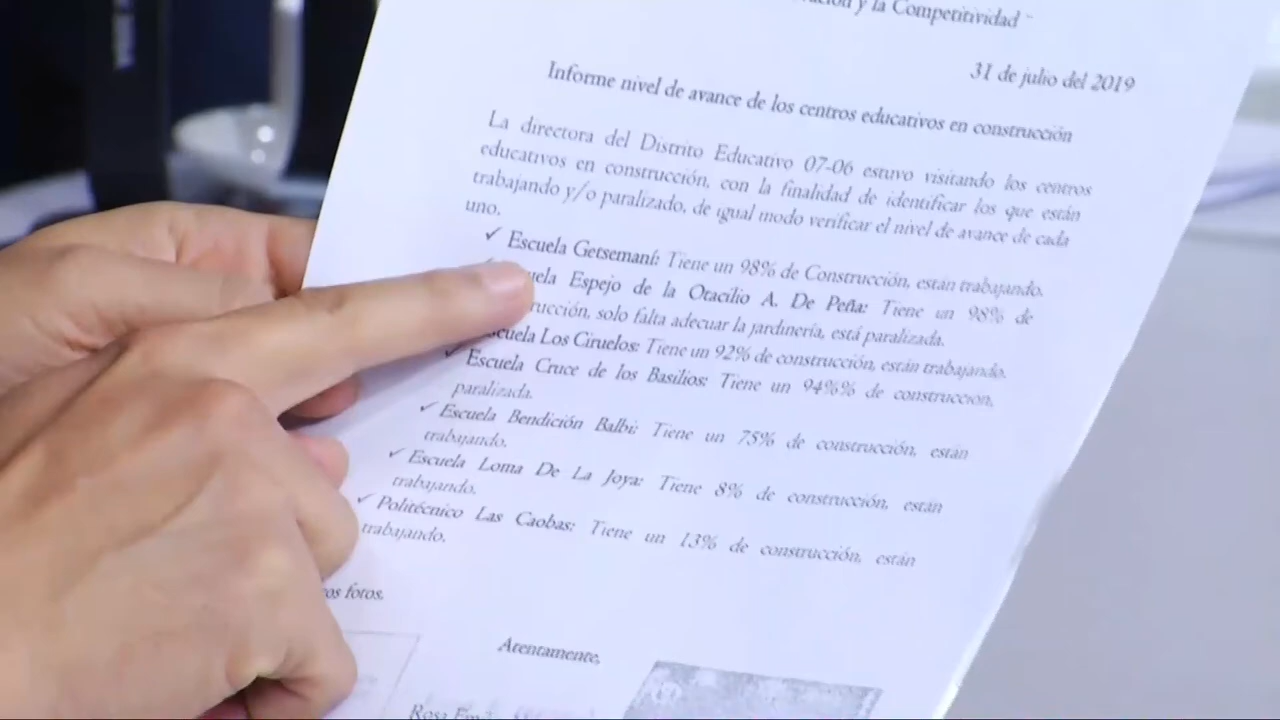 y la Competitividad
31 de julio del 2019
Informe nivel de avance de los centros educativos en construcción
La directora del Distrito Educativo 07-06 estuvo visitando los centros
educativos en construcción, con la finalidad de identificar los que están
trabajando y/o paralizado, de igual modo verificar el nivel de avance de cada
uno.
✓ Escuela Getsemaní: Tiene un 98% de Construcción, están trabajando.
Espejo de la Otacilio A. De Peña: Tiene un 98% de
solo falta adecuar la jardinería, está paralizada.
Los Ciruelos: Tiene un 92% de construcción, están trabajando.
✓ Escuela Cruce de los Basilios: Tiene un 94%% de construccion,
paralizada.
✓ Escuela Bendición Balbi: Tiene un 75% de construcción, están
trabajando.
✓ Escuela Loma De La Joya: Tiene 8% de construcción, están
trabajando.
✓ Politécnico Las Caobas: Tiene un 13% de construcción, están
trabajando.
fotos.
Atentamente,
Rosa